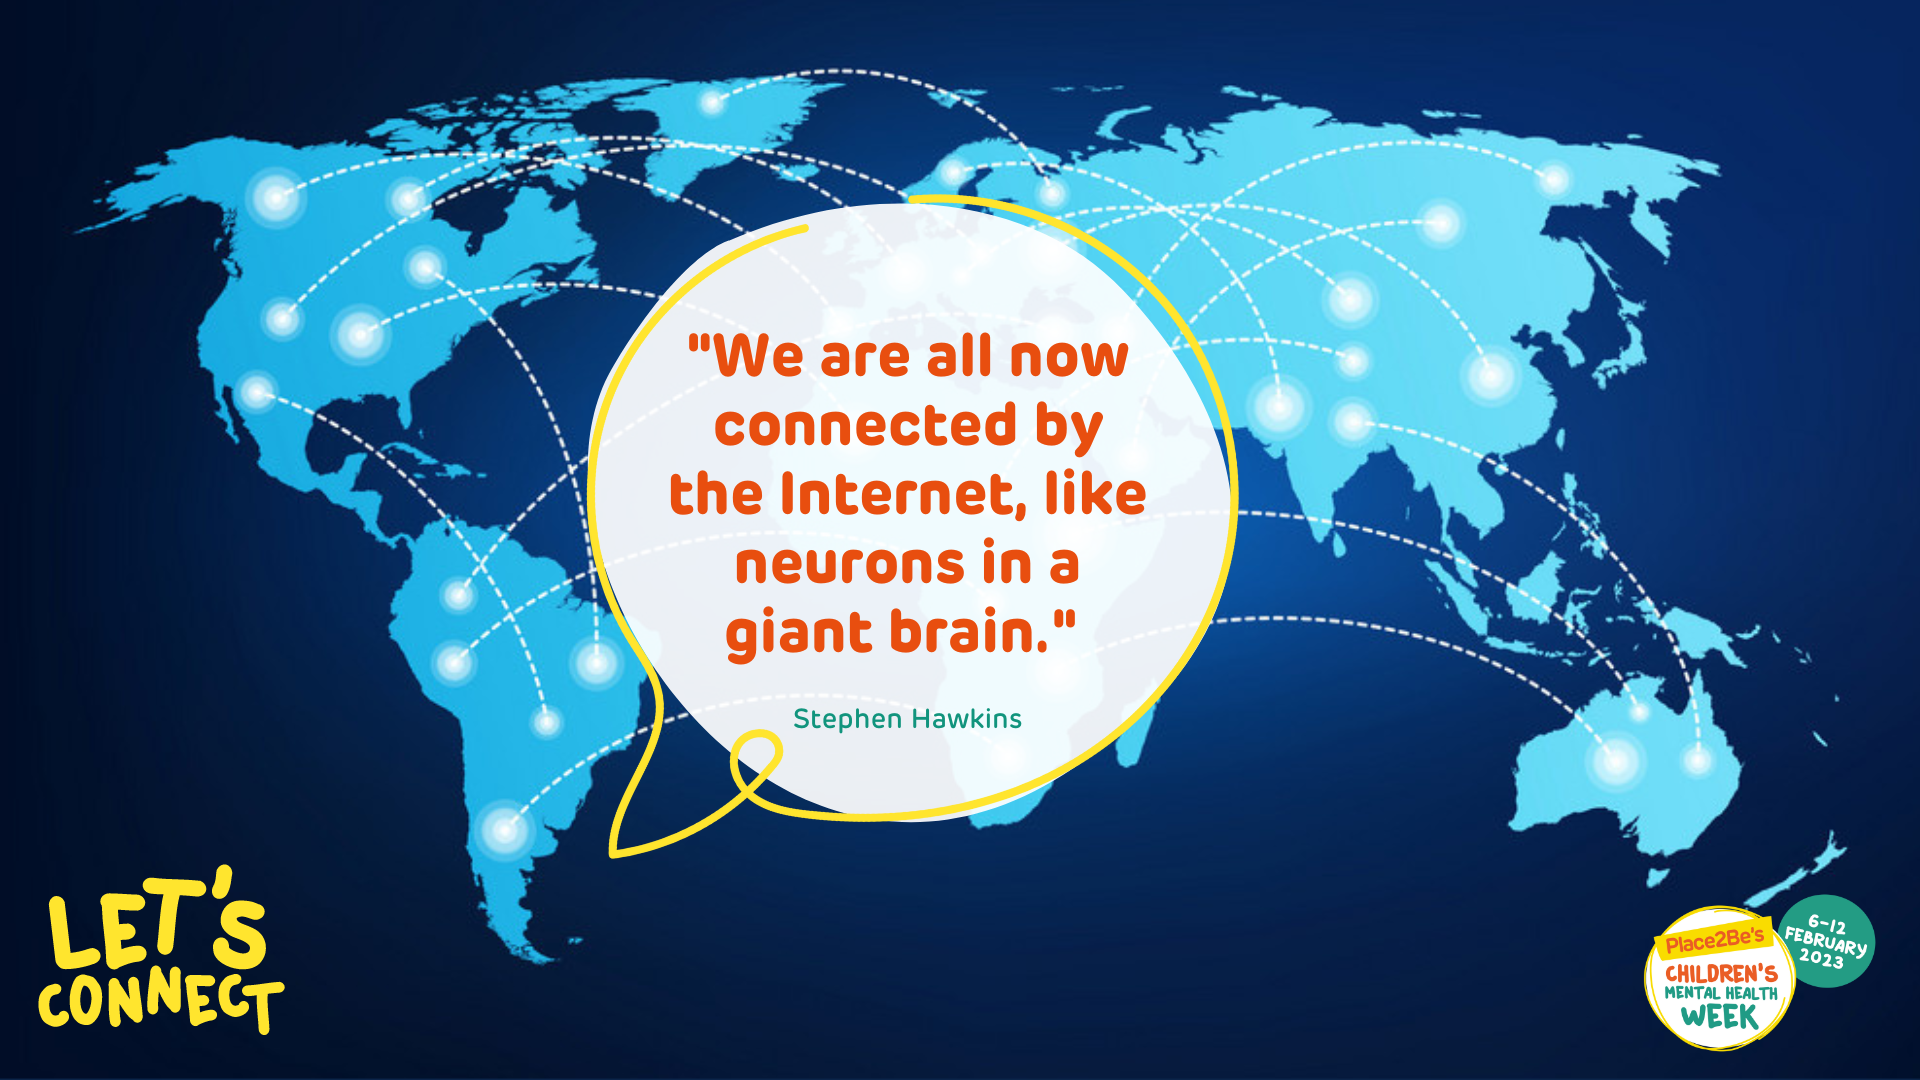 "We are all now
connected by
the Internet, like
neurons in a
giant brain."
Stephen Hawkins
LET'S
CONNECT
Place2Be's
CHILDREN'S
MENTAL HEALTH
WEEK
6-12
FEBRUARY
2023